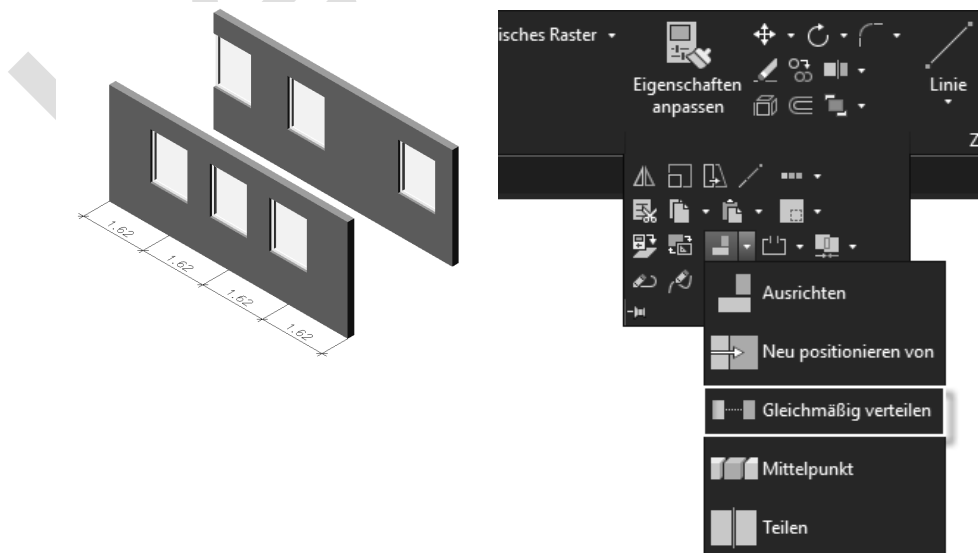 1.62
1.62
1.62
1.62
isches Raster
Eigenschaften
anpassen
Linie
Z
Ausrichten
Neu positionieren von
Gleichmäßig verteilen
Mittelpunkt
Teilen